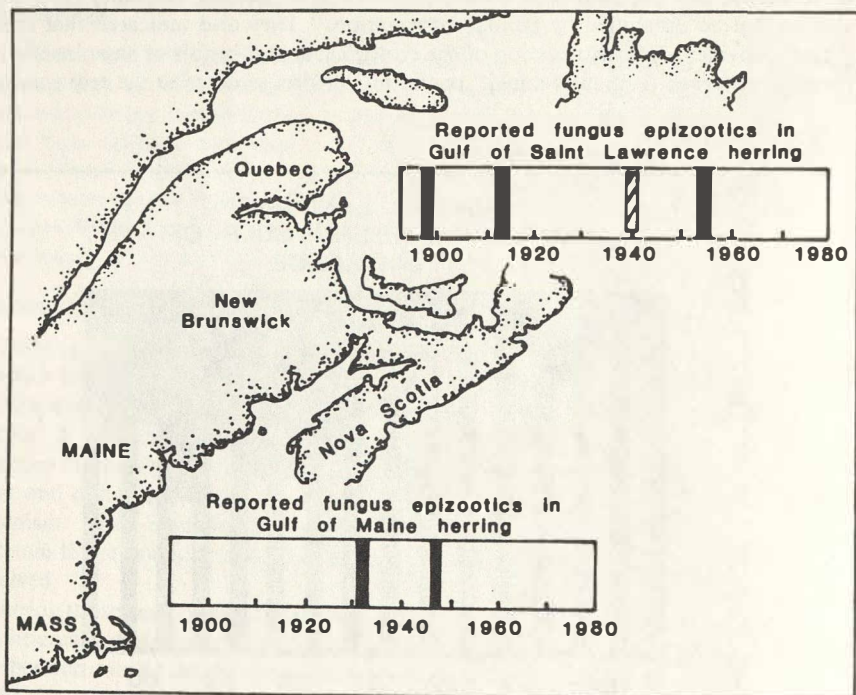 Reported fungus epizootics in
Gulf of Saint Lawrence herring
1900 1920 1940 1960 1980
Quebec
New
Brunswick
Nova Scotia
MAINE
Reported fungus epizootics in
Gulf of Maine herring
1900 1920 1940 1960 1980
MASS